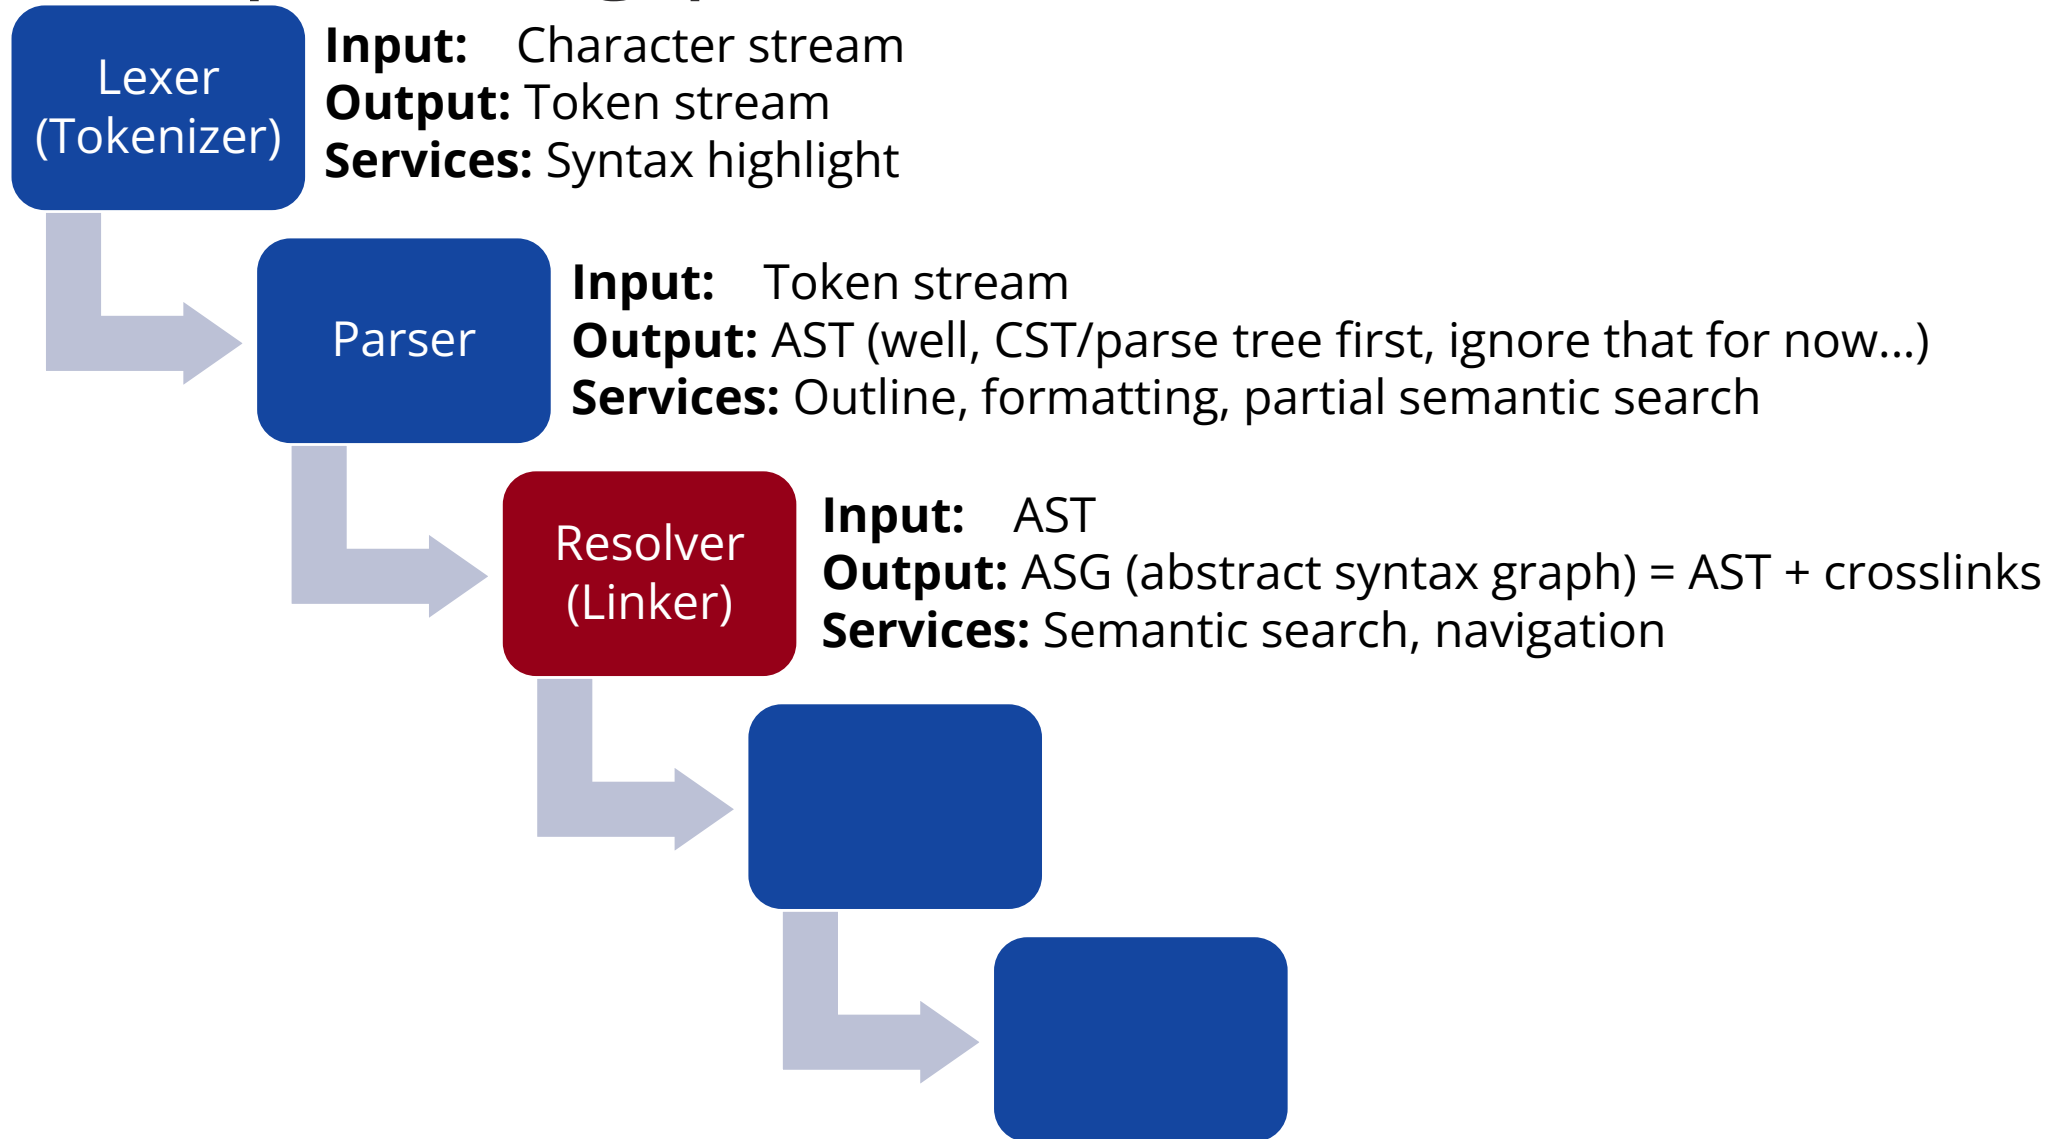 Lexer
(Tokenizer)
Input: Character stream
Output: Token stream
Services: Syntax highlight
Parser
Input: Token stream
Output: AST (well, CST/parse tree first, ignore that for now...)
Services: Outline, formatting, partial semantic search
Resolver
(Linker)
Input: AST
Output: ASG (abstract syntax graph) = AST + crosslinks
Services: Semantic search, navigation